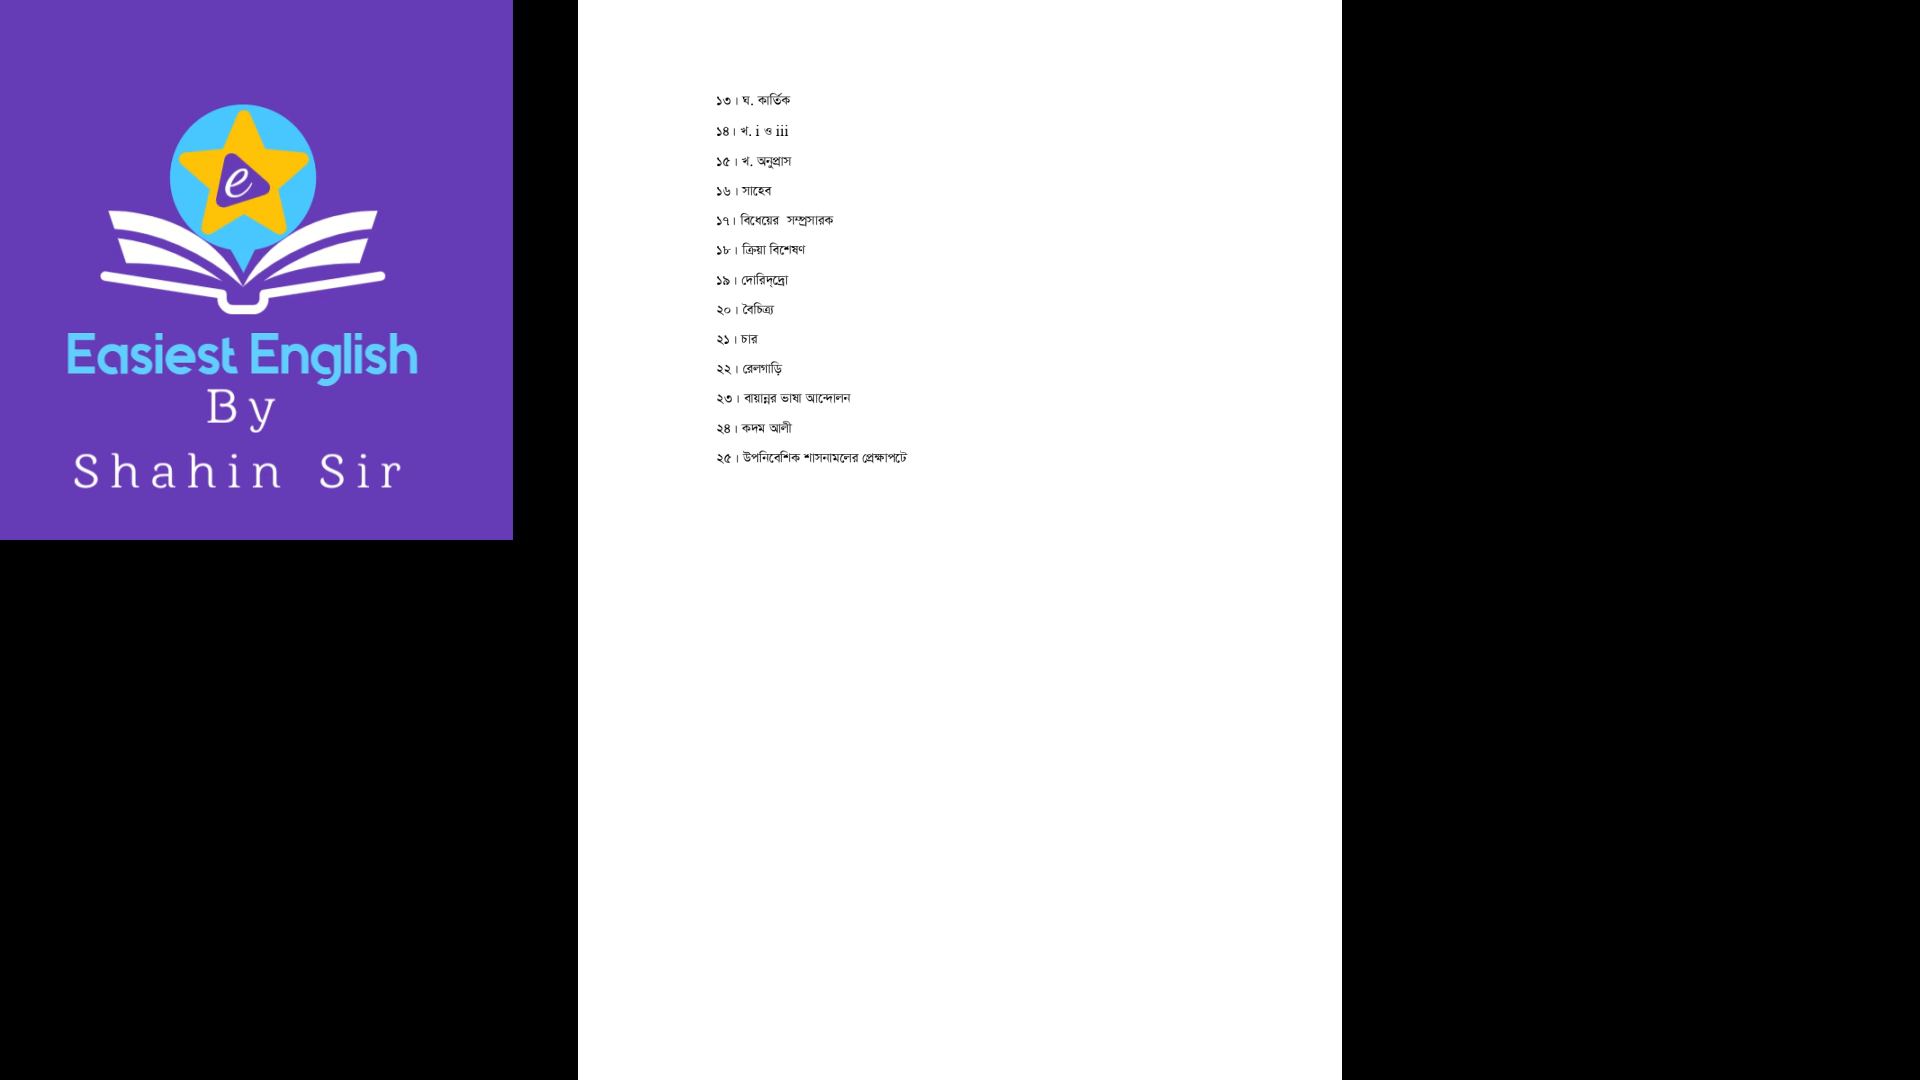 e
Easiest English
By
Shahin Sir
১৩। ঘ. কার্তিক
১৪। খ. i ও iii
১৫। খ. অনুপ্রাস
১৬। সাহেব
১৭। বিধেয়ের সম্প্রসারক
১৮। ক্রিয়া বিশেষণ
১৯। দোরিদ্দ্রো
২০। বৈচিত্র্য
২১। চার
২২। রেলগাড়ি
২৩। বায়ান্নর ভাষা আন্দোলন
২৪। কদম আলী
২৫। উপনিবেশিক শাসনামলের প্রেক্ষাপটে